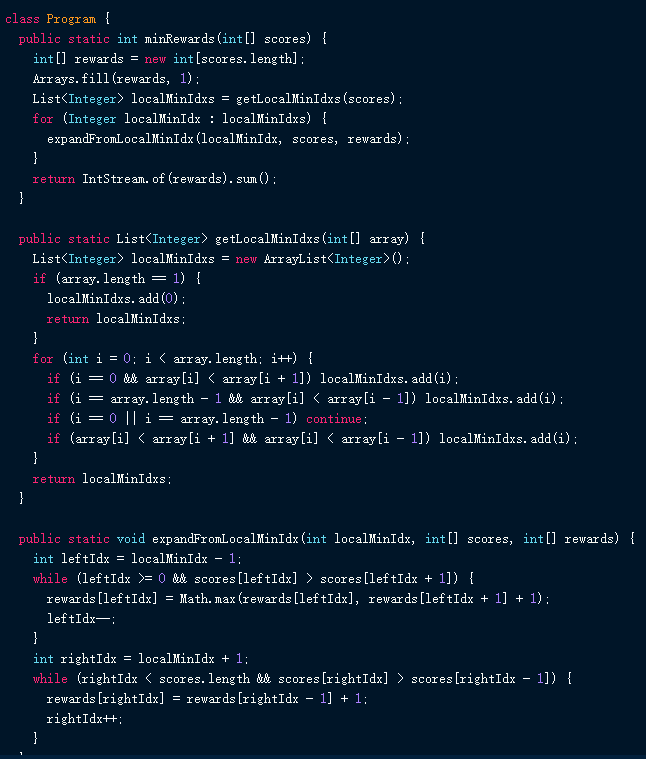 class Program {
  public static int minRewards(int[] scores) {
    int[] rewards = new int[scores.length];
    Arrays.fill(rewards, 1);
    List<Integer> localMinIdxs = getLocalMinIdxs(scores);
    for (Integer localMinIdx : localMinIdxs) {
      expandFromLocalMinIdx(localMinIdx, scores, rewards);
    }
    return IntStream.of(rewards).sum();
  }

  public static List<Integer> getLocalMinIdxs(int[] array) {
    List<Integer> localMinIdxs = new ArrayList<Integer>();
    if (array.length == 1) {
      localMinIdxs.add(0);
      return localMinIdxs;
    }
    for (int i = 0; i < array.length; i++) {
      if (i == 0 && array[i] < array[i + 1]) localMinIdxs.add(i);
      if (i == array.length - 1 && array[i] < array[i - 1]) localMinIdxs.add(i);
      if (i == 0 || i == array.length - 1) continue;
      if (array[i] < array[i + 1] && array[i] < array[i - 1]) localMinIdxs.add(i);
    }
    return localMinIdxs;
  }

  public static void expandFromLocalMinIdx(int localMinIdx, int[] scores, int[] rewards) {
    int leftIdx = localMinIdx - 1;
    while (leftIdx >= 0 && scores[leftIdx] > scores[leftIdx + 1]) {
      rewards[leftIdx] = Math.max(rewards[leftIdx], rewards[leftIdx + 1] + 1);
      leftIdx--;
    }
    int rightIdx = localMinIdx + 1;
    while (rightIdx < scores.length && scores[rightIdx] > scores[rightIdx - 1]) {
      rewards[rightIdx] = rewards[rightIdx - 1] + 1;
      rightIdx++;
    }